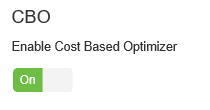 CBO
Enable Cost Based Optimizer
On